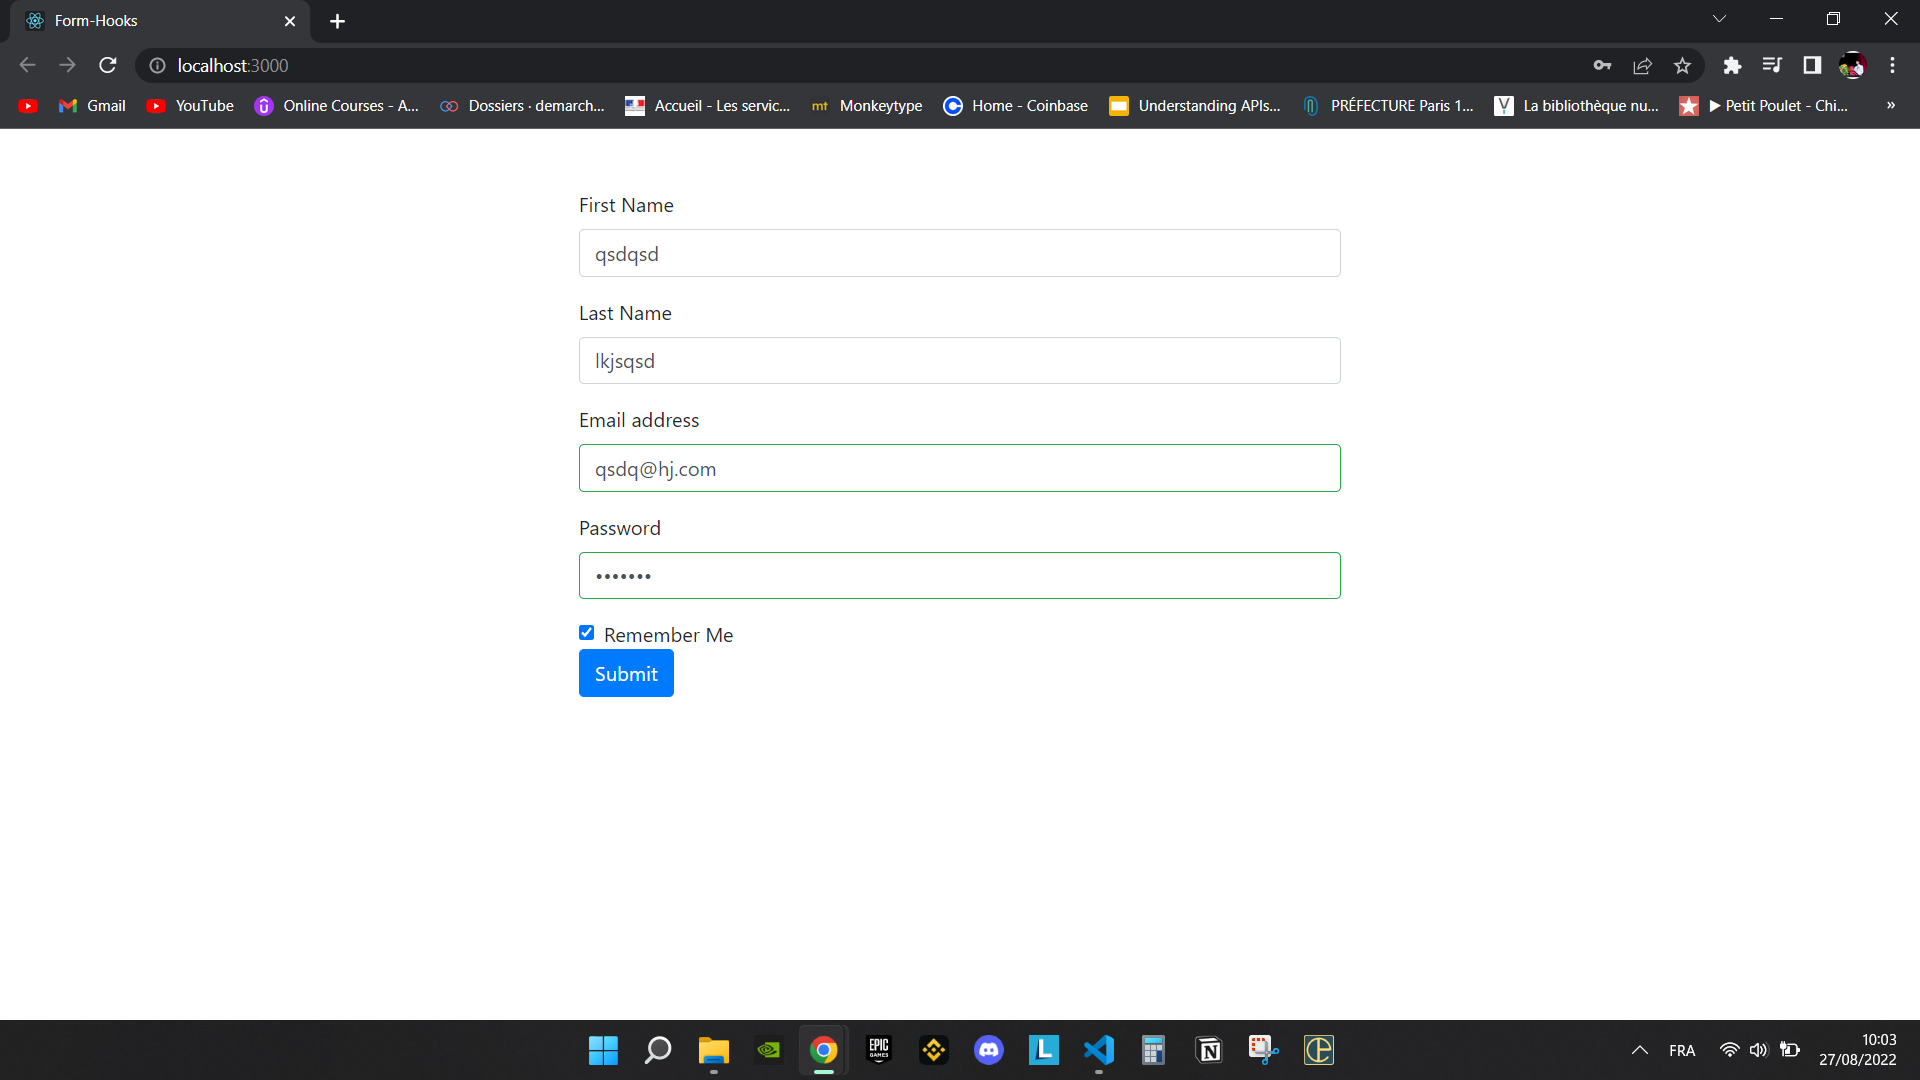 Form-Hooks
localhost:3000
Gmail YouTube Online Courses - A... Dossiers · demarch... Accueil - Les servic... mt Monkeytype Home - Coinbase Understanding APIs... PRÉFECTURE Paris 1... La bibliothèque nu... ▶ Petit Poulet - Chi... »
First Name
qsdqsd
Last Name
lkjsqsd
Email address
qsdq@hj.com
Password
•••••••
Remember Me
Submit
EPIC GAMES
L
N
FRA
10:03
27/08/2022